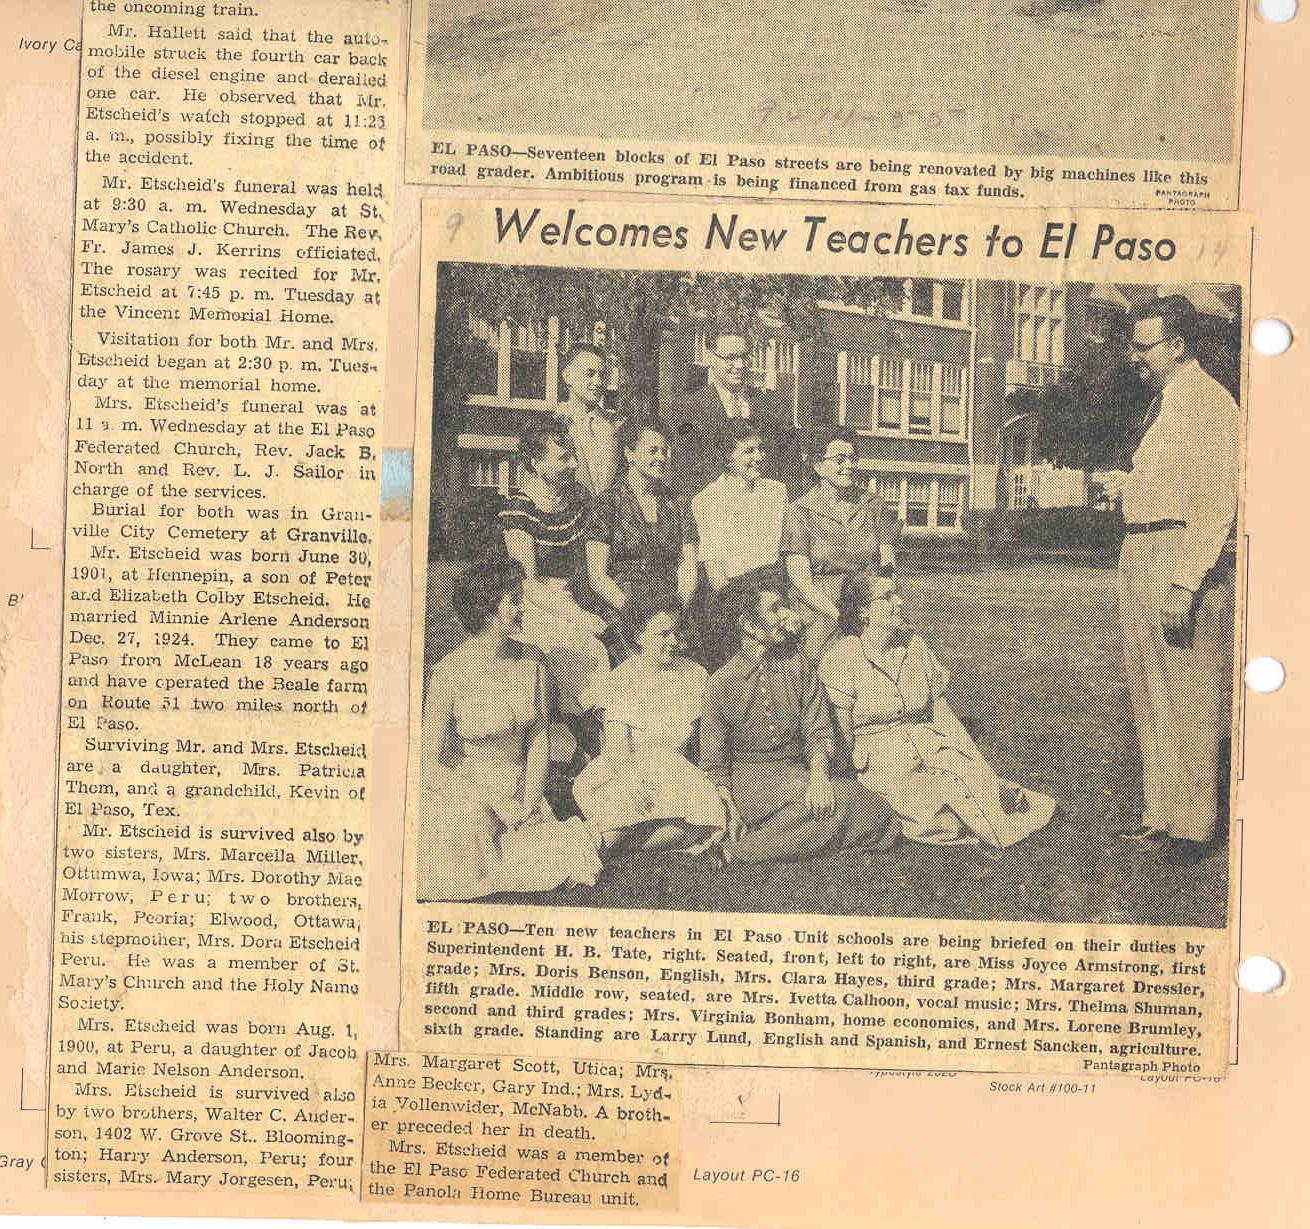 the oncoming train.
Mr. Hallett said that the auto-
mobile struck the fourth car back
of the diesel engine and derailed
one car. He observed that Mr.
Etscheid's watch stopped at 11:23
a. m., possibly fixing the time of
the accident.
Mr. Etscheid's funeral was held
at 9:30 a. m. Wednesday at St.
Mary's Catholic Church. The Rev.
Fr. James J. Kerrins officiated.
The rosary was recited for Mr.
Etscheid at 7:45 p. m. Tuesday at
the Vincent Memorial Home.
Visitation for both Mr. and Mrs.
Etscheid began at 2:30 p. m. Tues-
day at the memorial home.
Mrs. Etscheid's funeral was at
11 a. m. Wednesday at the El Paso
Federated Church, Rev. Jack B.
North and Rev. L. J. Sailor in
charge of the services.
Burial for both was in Gran-
ville City Cemetery at Granville.
Mr. Etscheid was born June 30,
1901, at Hennepin, a son of Peter
and Elizabeth Colby Etscheid. He
married Minnie Arlene Anderson
Dec. 27, 1924. They came to El
Paso from McLean 18 years ago
and have operated the Beale farm
on Route 51 two miles north of
El Paso.
Surviving Mr. and Mrs. Etscheid
are a daughter, Mrs. Patricia
Thom, and a grandchild, Kevin of
El Paso, Tex.
Mr. Etscheid is survived also by
two sisters, Mrs. Marcella Miller,
Ottumwa, Iowa; Mrs. Dorothy Mae
Morrow, Peru; two brothers,
Frank, Peoria; Elwood, Ottawa;
his stepmother, Mrs. Dora Etscheid
Peru. He was a member of St.
Mary's Church and the Holy Name
Society.
Mrs. Etscheid was born Aug. 1,
1900, at Peru, a daughter of Jacob
and Marie Nelson Anderson.
Mrs. Etscheid is survived also
by two brothers, Walter C. Ander-
son, 1402 W. Grove St.. Blooming-
ton; Harry Anderson, Peru; four
sisters, Mrs. Mary Jorgesen, Peru;
Mrs. Margaret Scott, Utica; Mrs.
Anne Becker, Gary Ind.; Mrs. Lyd-
ia Vollenwider, McNabb. A broth-
er preceded her in death.
Mrs. Etscheid was a member of
the El Paso Federated Church and
the Panola Home Bureau unit.
EL PASO—Seventeen blocks of El Paso streets are being renovated by big machines like this
road grader. Ambitious program is being financed from gas tax funds.
PANTAGRAPH
PHOTO
9 14
Welcomes New Teachers to El Paso
EL PASO—Ten new teachers in El Paso Unit schools are being briefed on their duties by
Superintendent H. B. Tate, right. Seated, front, left to right, are Miss Joyce Armstrong, first
grade; Mrs. Doris Benson, English, Mrs. Clara Hayes, third grade; Mrs. Margaret Dressler,
fifth grade. Middle row, seated, are Mrs. Ivetta Calhoon, vocal music; Mrs. Thelma Shuman,
second and third grades; Mrs. Virginia Bonham, home economics, and Mrs. Lorene Brumley,
sixth grade. Standing are Larry Lund, English and Spanish, and Ernest Sancken, agriculture.
Pantagraph Photo
Stock Art #100-11
Layout PC-16
Layout PC-16
Ivory
B'
Gray